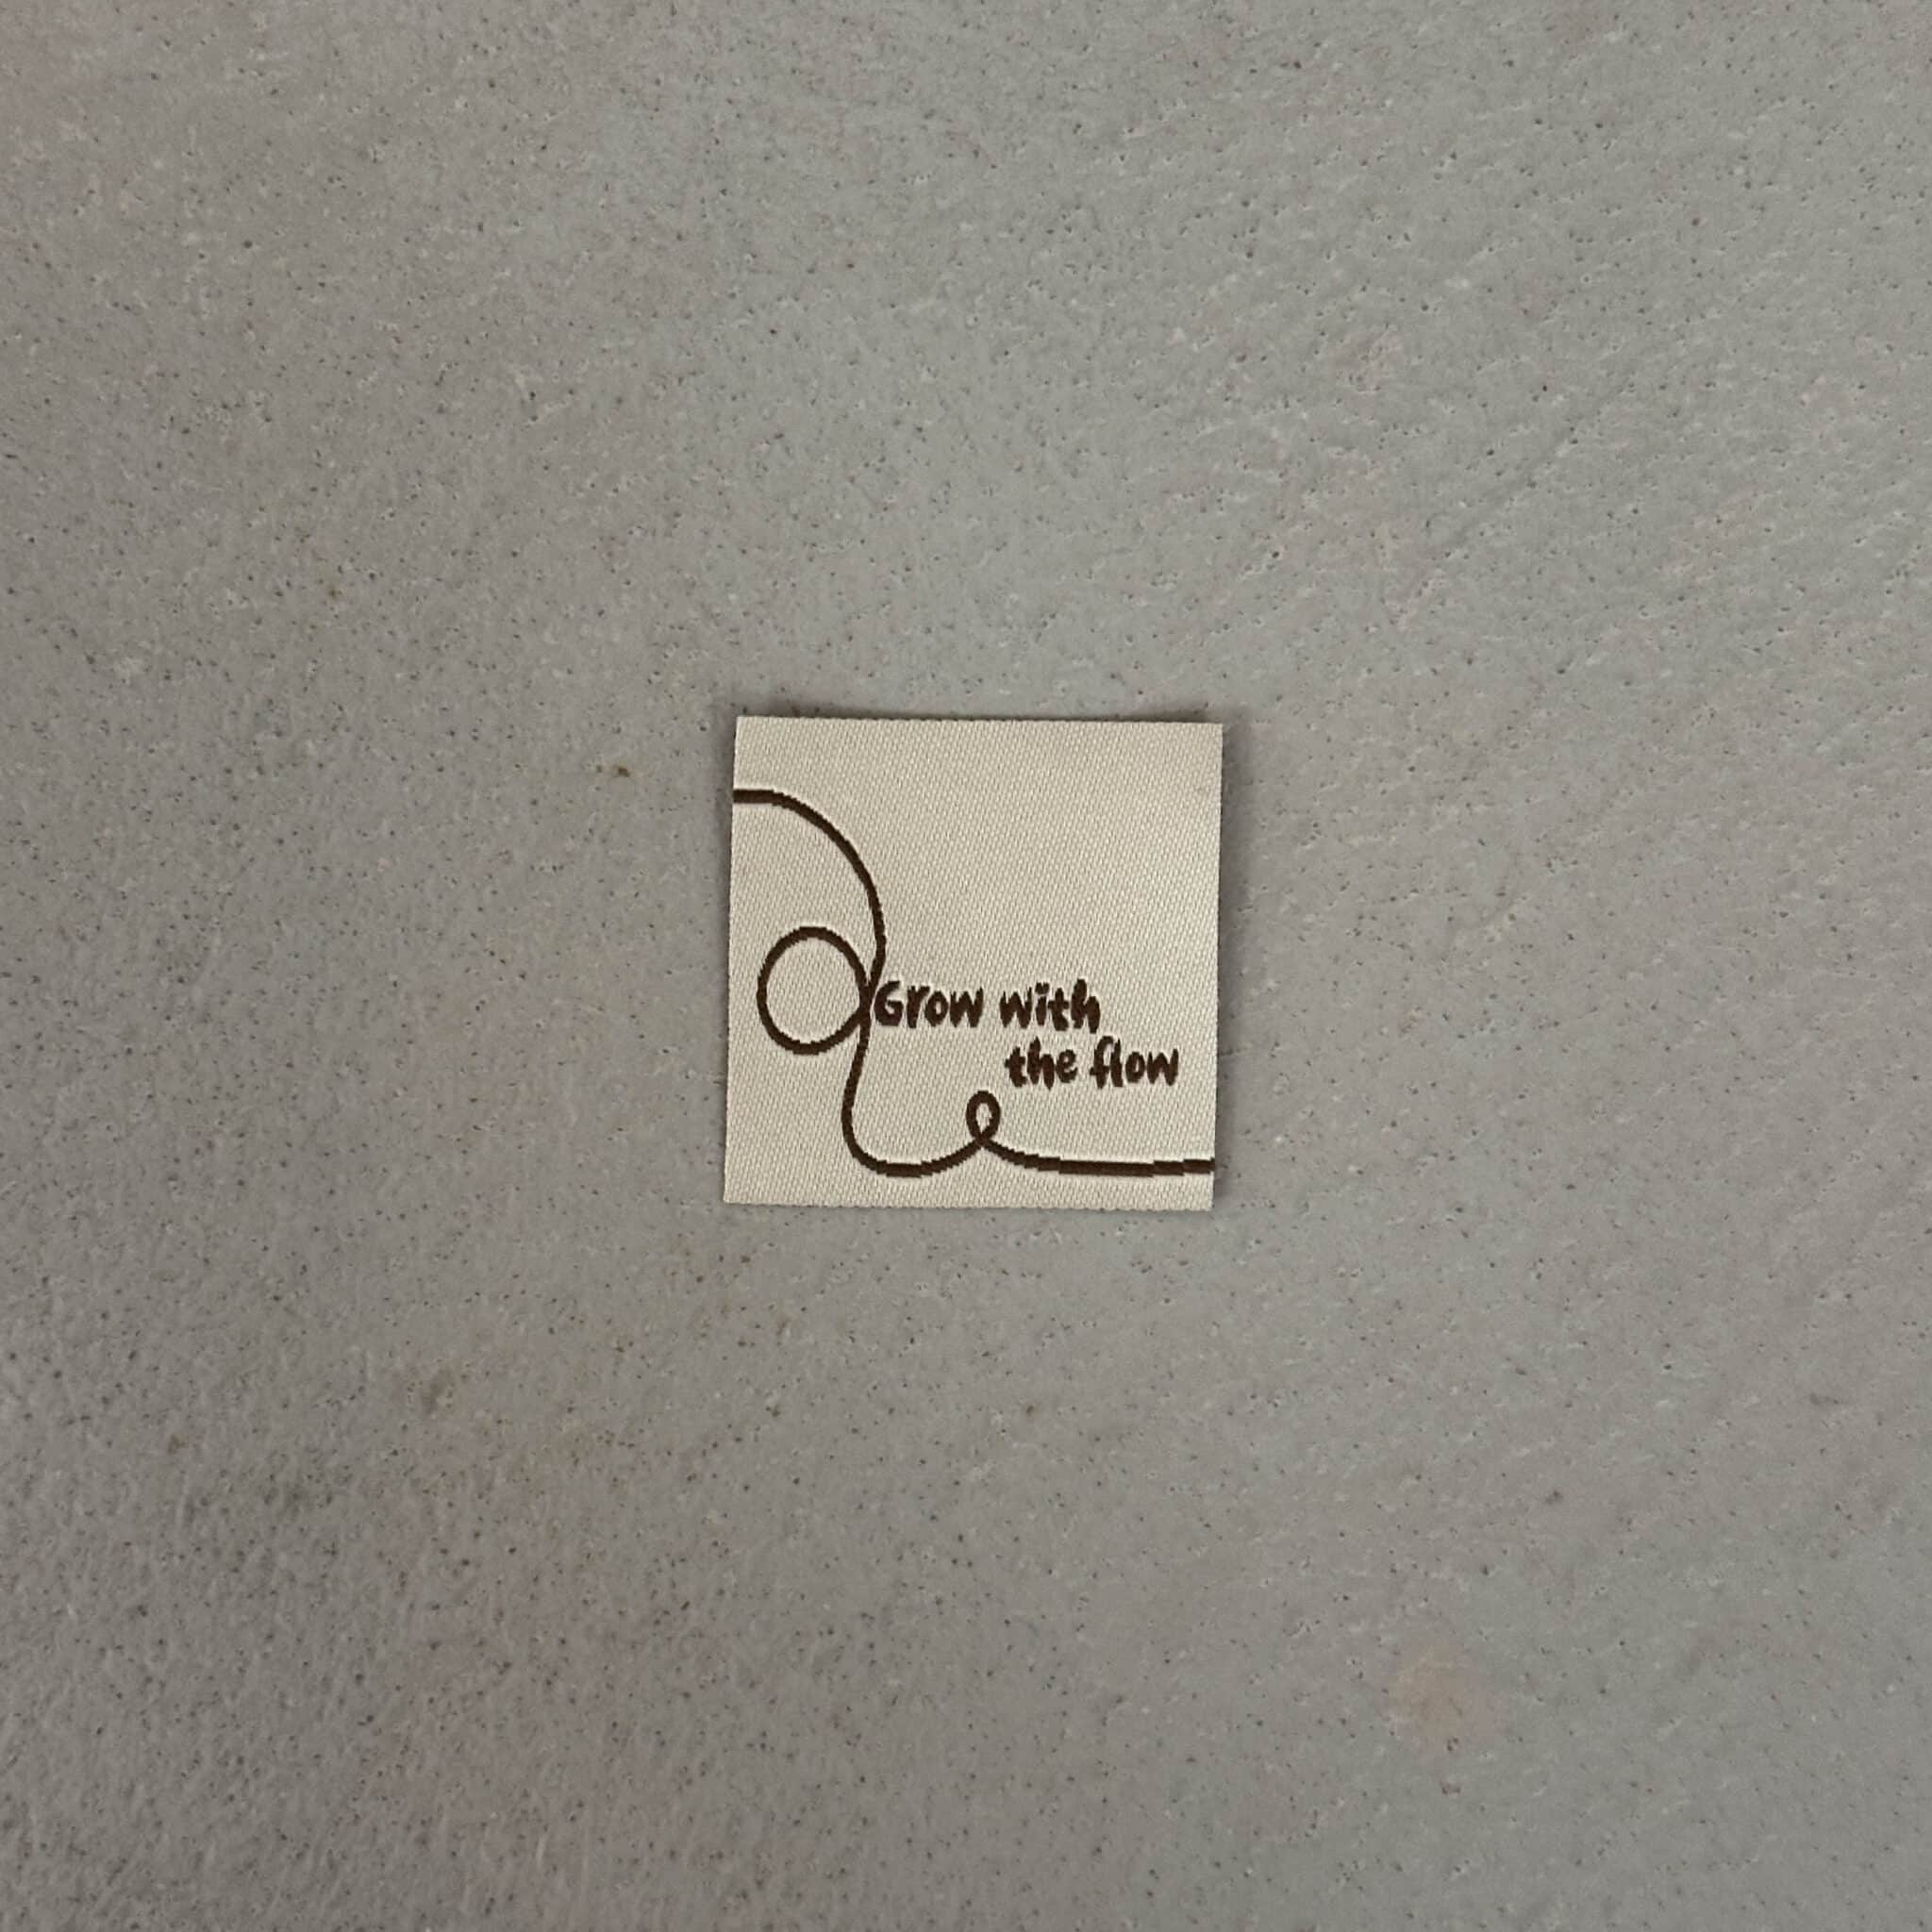 Grow with
the flow